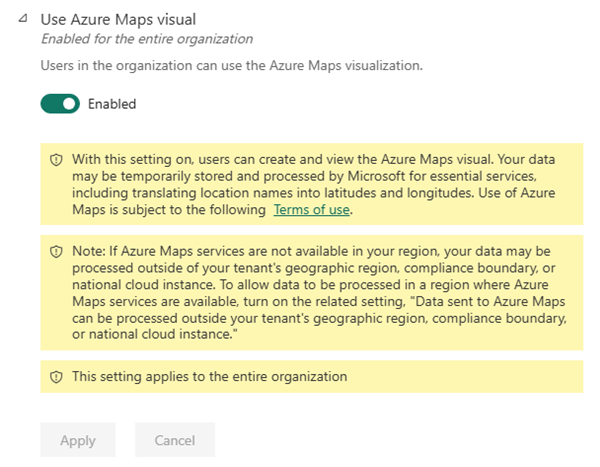 Use Azure Maps visual
Enabled for the entire organization
Users in the organization can use the Azure Maps visualization.
Enabled
With this setting on, users can create and view the Azure Maps visual. Your data
may be temporarily stored and processed by Microsoft for essential services,
including translating location names into latitudes and longitudes. Use of Azure
Maps is subject to the following Terms of use.
Note: If Azure Maps services are not available in your region, your data may be
processed outside of your tenant's geographic region, compliance boundary, or
national cloud instance. To allow data to be processed in a region where Azure
Maps services are available, turn on the related setting, "Data sent to Azure Maps
can be processed outside your tenant's geographic region, compliance boundary,
or national cloud instance."
This setting applies to the entire organization
Apply
Cancel